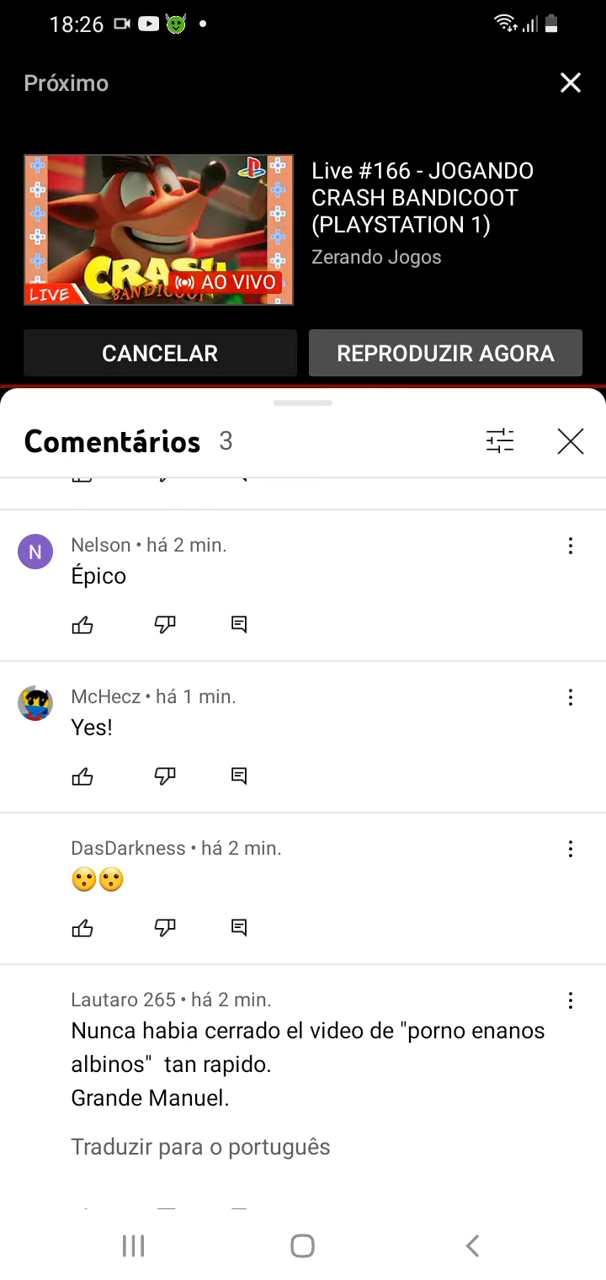 18:26
Próximo
Live #166 - JOGANDO
CRASH BANDICOOT
(PLAYSTATION 1)
Zerando Jogos
CRASH
BANDICOOT
LIVE
AO VIVO
CANCELAR
REPRODUZIR AGORA
Comentários 3
N
Nelson • há 2 min.
Épico
McHecz • há 1 min.
Yes!
DasDarkness • há 2 min.
😮😮
Lautaro 265 • há 2 min.
Nunca habia cerrado el video de "porno enanos
albinos"  tan rapido.
Grande Manuel.
Traduzir para o português